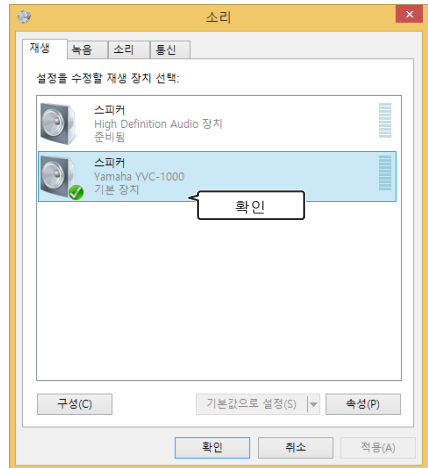 소리
재생 녹음 소리 통신
설정을 수정할 재생 장치 선택:
스피커
High Definition Audio 장치
준비됨
스피커
Yamaha YVC-1000
기본 장치
확인
구성(C) 기본값으로 설정(S) 속성(P)
확인 취소 적용(A)